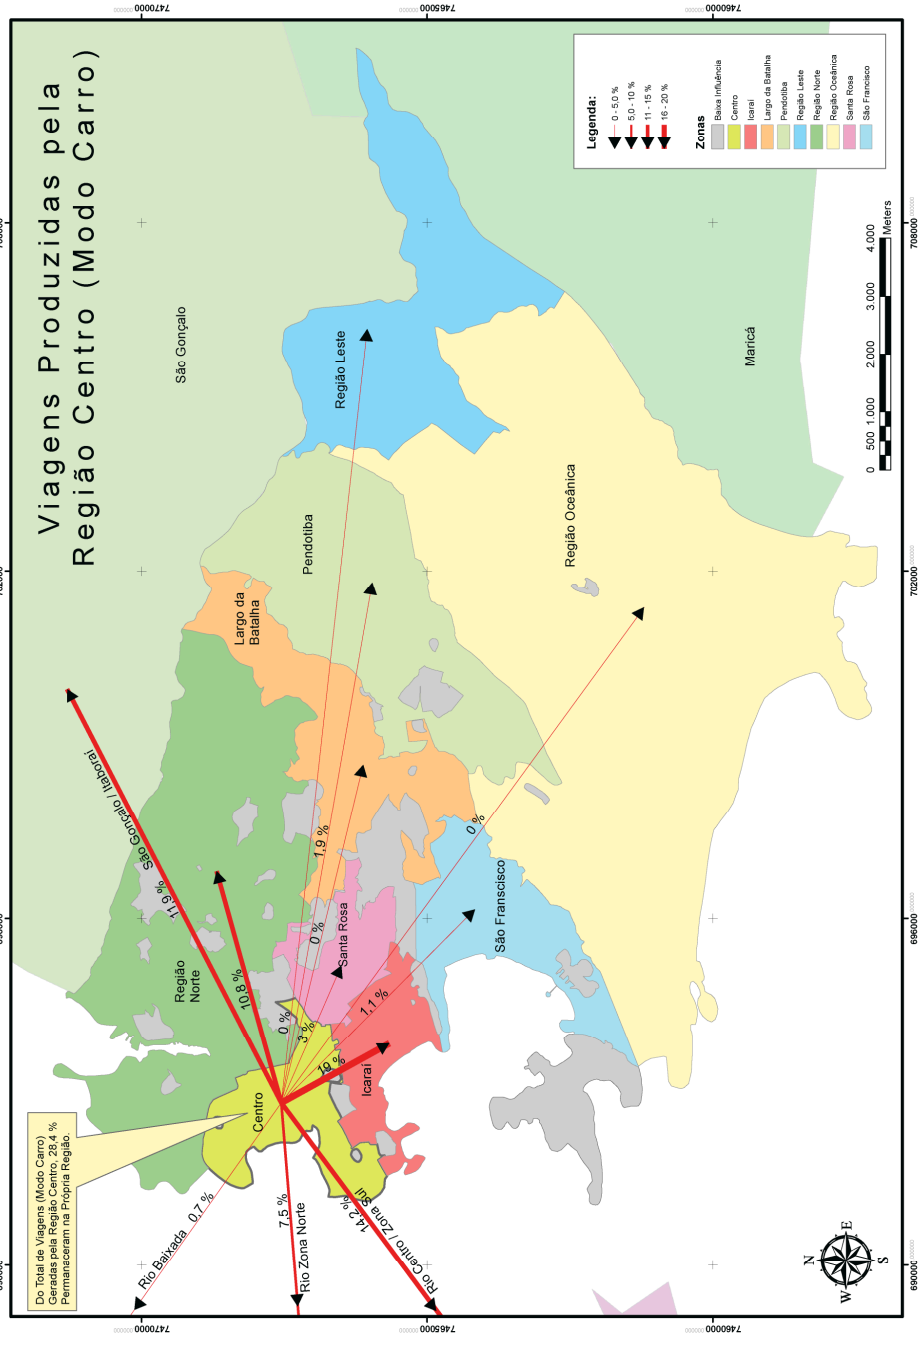 Viagens Produzidas pela
Região Centro (Modo Carro)
Do Total de Viagens (Modo Carro)
Geradas pela Região Centro, 28,4 %
Permanaceram na Própria Região.
Legenda:
0 - 5,0 %
5,0 - 10 %
11 - 15 %
16 - 20 %
Zonas
Baixa Influência
Centro
Icaraí
Largo da Batalha
Pendotiba
Região Leste
Região Norte
Região Oceânica
Santa Rosa
São Francisco
São Gonçalo
Maricá
Região Leste
Pendotiba
Largo da
Batalha
Região Oceânica
Região
Norte
Santa Rosa
São Franscisco
Icaraí
Centro
São Gonçalo / Itaboraí
11,9 %
10,8 %
1,9 %
0 %
0 %
0 %
3 %
1,1 %
19 %
Rio Baixada 0,7 %
7,5 %
Rio Zona Norte
14,2 %
Rio Centro / Zona Sul
0 500 1.000 2.000 3.000 4.000
Meters
N
E
S
W
7470000
7465000
7460000
7470000
7465000
7460000
690000
696000
702000
708000